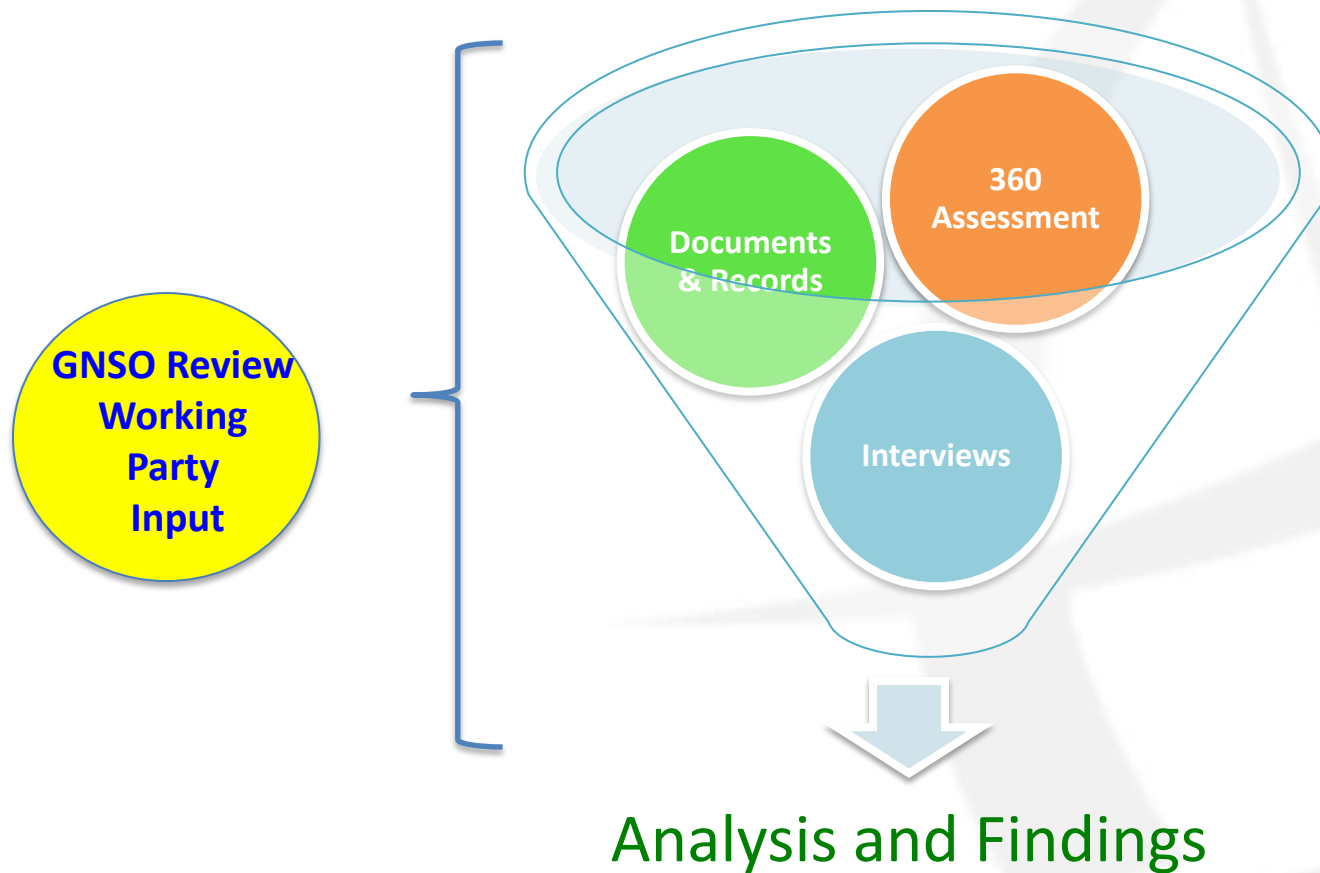 GNSO Review
Working
Party
Input
Documents
& Records
360
Assessment
Interviews
Analysis and Findings